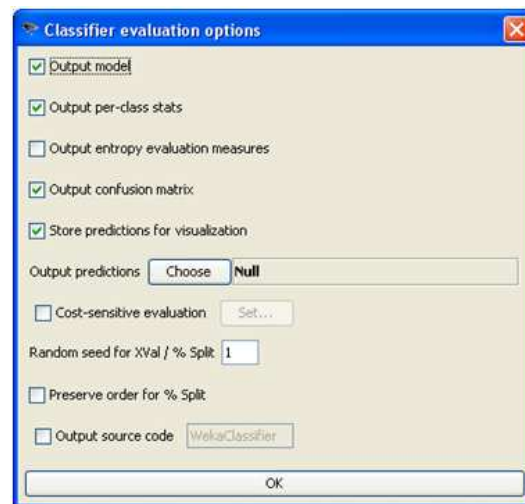 Classifier evaluation options
Output model
Output per-class stats
Output entropy evaluation measures
Output confusion matrix
Store predictions for visualization
Output predictions Choose Null
Cost-sensitive evaluation Set...
Random seed for XVal / % Split 1
Preserve order for % Split
Output source code WekaClassifier
OK